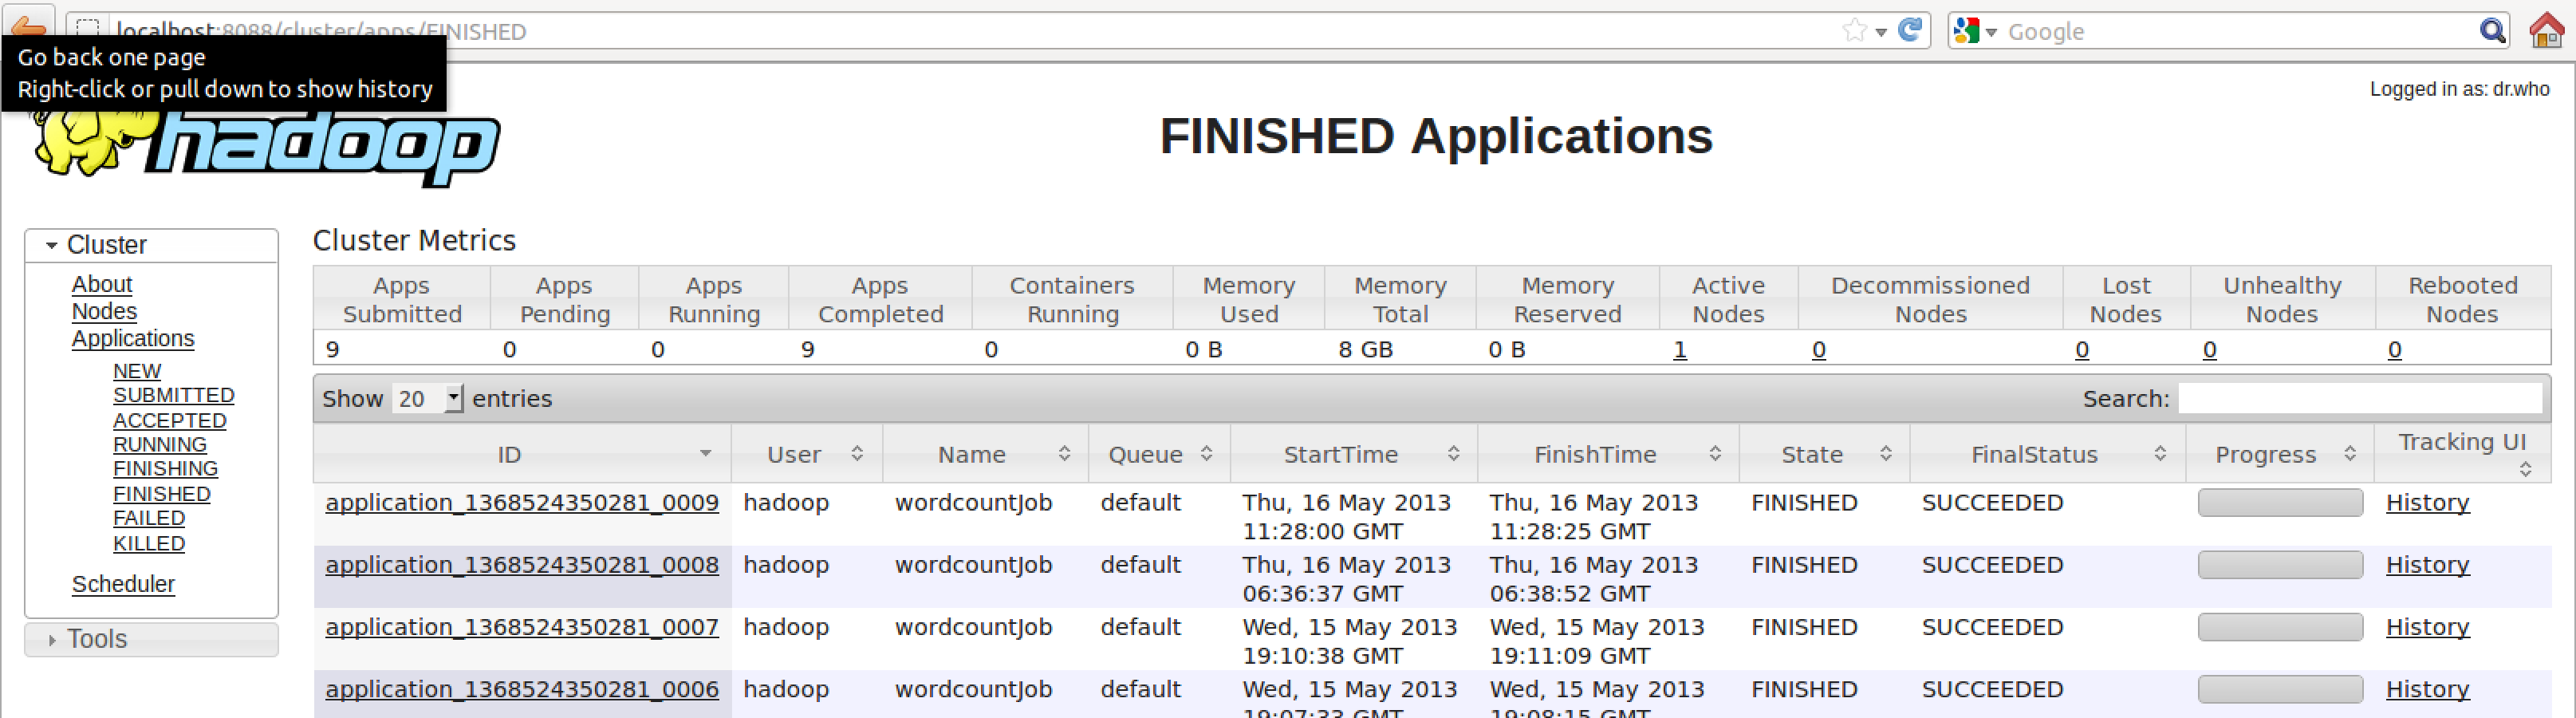 localhost:8088/cluster/apps/FINISHED
Google
Go back one page
Right-click or pull down to show history
Logged in as: dr.who
hadoop
FINISHED Applications
Cluster
About
Nodes
Applications
NEW
SUBMITTED
ACCEPTED
RUNNING
FINISHING
FINISHED
FAILED
KILLED
Scheduler
Tools
Cluster Metrics
Apps Submitted Apps Pending Apps Running Apps Completed Containers Running Memory Used Memory Total Memory Reserved Active Nodes Decommissioned Nodes Lost Nodes Unhealthy Nodes Rebooted Nodes
9 0 0 9 0 0 B 8 GB 0 B 1 0 0 0 0
Show 20 entries Search:
ID User Name Queue StartTime FinishTime State FinalStatus Progress Tracking UI
application_1368524350281_0009 hadoop wordcountJob default Thu, 16 May 2013 Thu, 16 May 2013 FINISHED SUCCEEDED History
11:28:00 GMT 11:28:25 GMT
application_1368524350281_0008 hadoop wordcountJob default Thu, 16 May 2013 Thu, 16 May 2013 FINISHED SUCCEEDED History
06:36:37 GMT 06:38:52 GMT
application_1368524350281_0007 hadoop wordcountJob default Wed, 15 May 2013 Wed, 15 May 2013 FINISHED SUCCEEDED History
19:10:38 GMT 19:11:09 GMT
application_1368524350281_0006 hadoop wordcountJob default Wed, 15 May 2013 Wed, 15 May 2013 FINISHED SUCCEEDED History
19:07:33 GMT 19:08:15 GMT